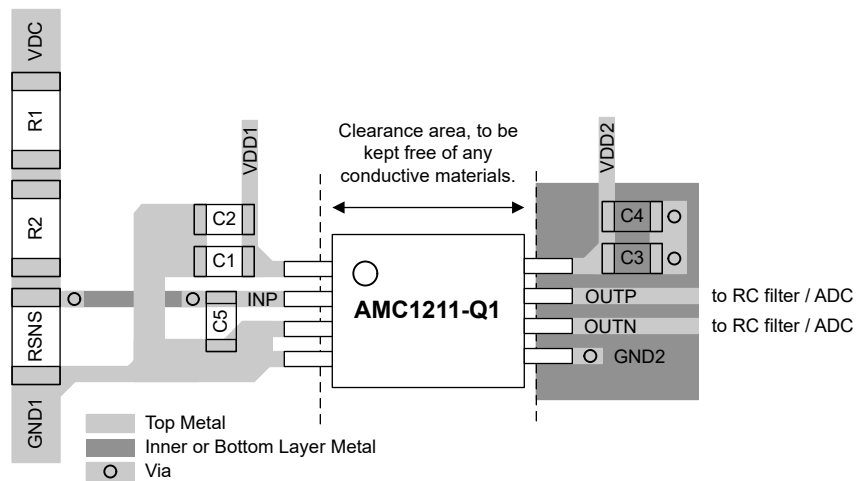 VDC
R1
R2
RSNS
GND1
VDD1
C2
C1
INP
C5
Clearance area, to be
kept free of any
conductive materials.
AMC1211-Q1
VDD2
C4
C3
OUTP
to RC filter / ADC
OUTN
to RC filter / ADC
GND2
Top Metal
Inner or Bottom Layer Metal
Via